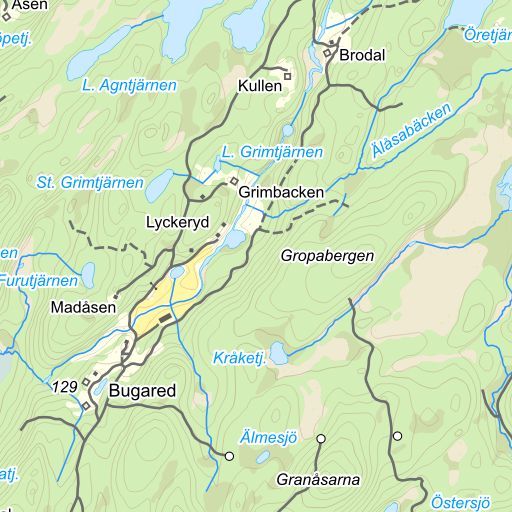 Åsen
Brodal
Kullen
L. Agntjärnen
Ålåsabäcken
L. Grimtjärnen
St. Grimtjärnen
Grimbacken
Lyckeryd
Gropabergen
Furutjärnen
Madåsen
Kråketj.
129
Bugared
Älmesjö
Granåsarna
Östersjö